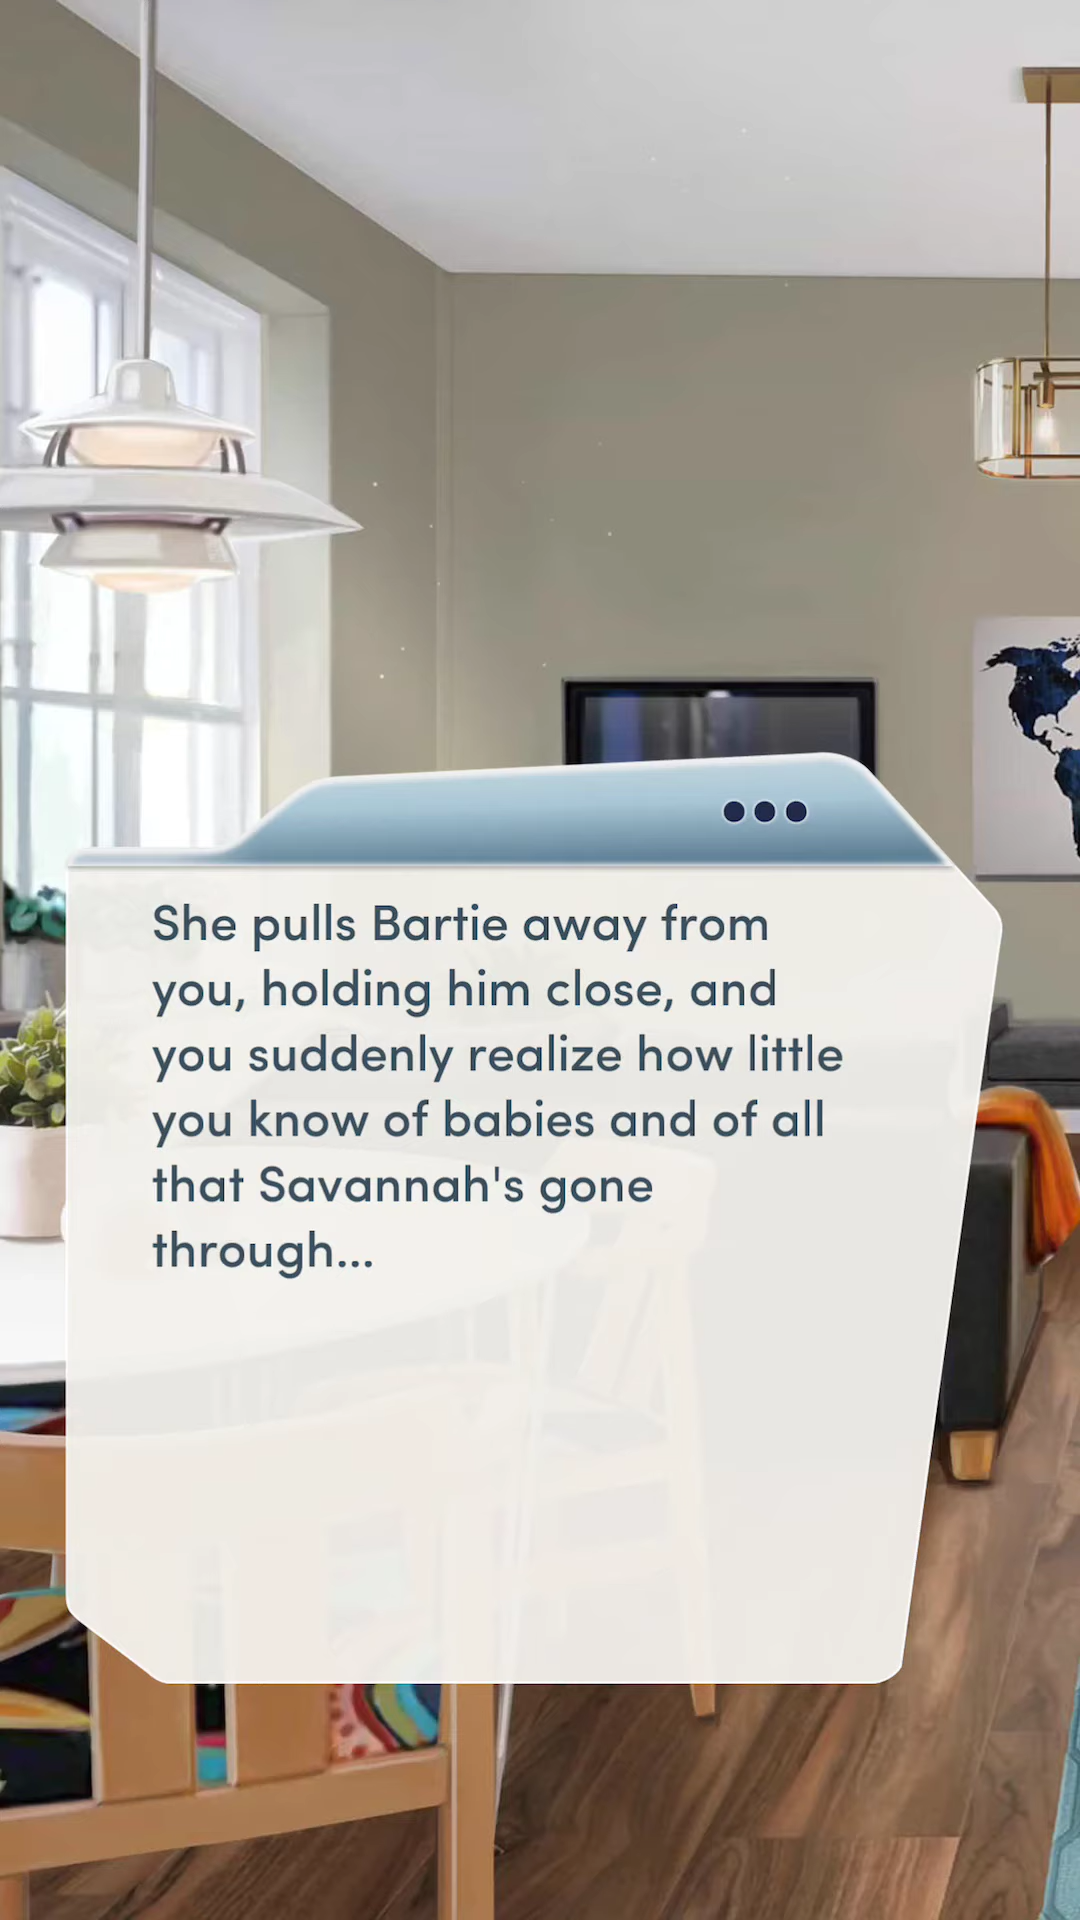 She pulls Bartie away from
you, holding him close, and
you suddenly realize how little
you know of babies and of all
that Savannah's gone
through...